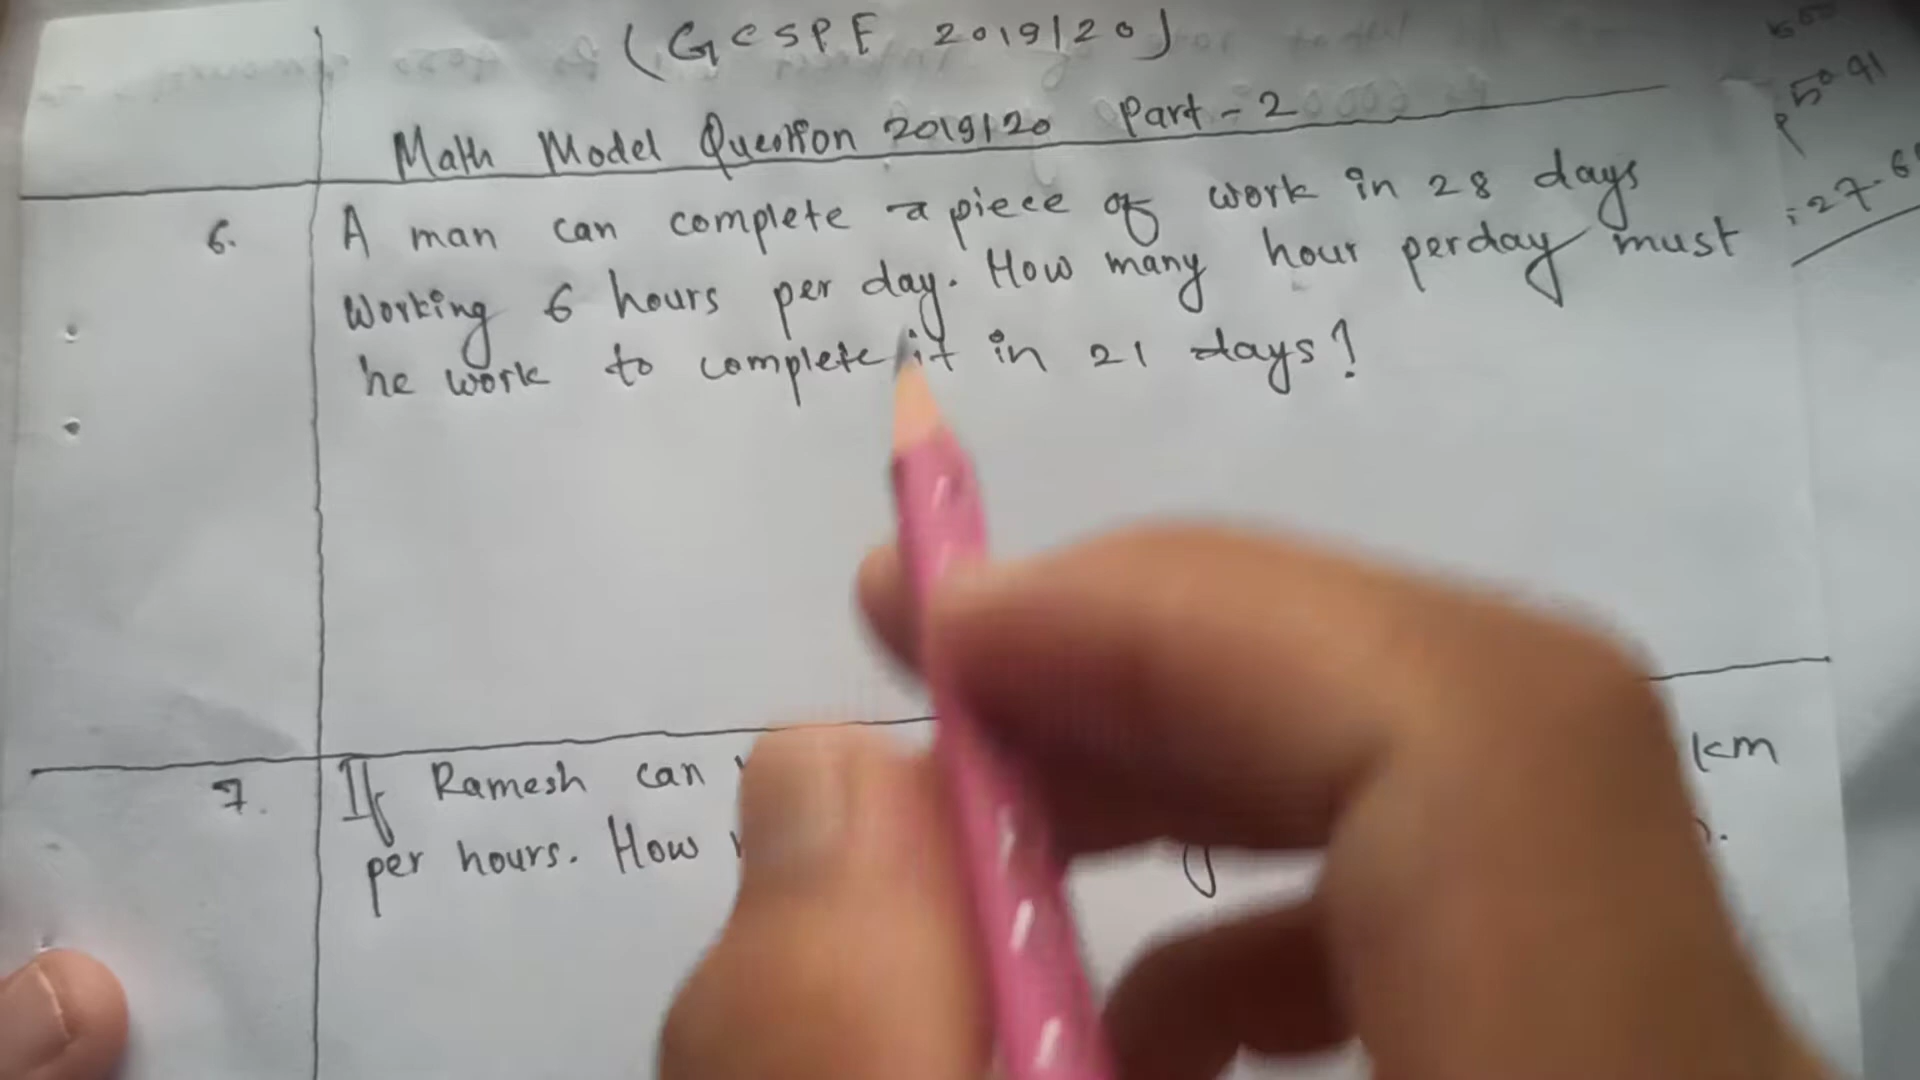 (GCSPF 2019/20)
Math Model Question 2019/20 Part-2
6. A man can complete a piece of work in 28 days
working 6 hours per day. How many hour perday must
he work to complete it in 21 days?
7. If Ramesh can km
per hours. How